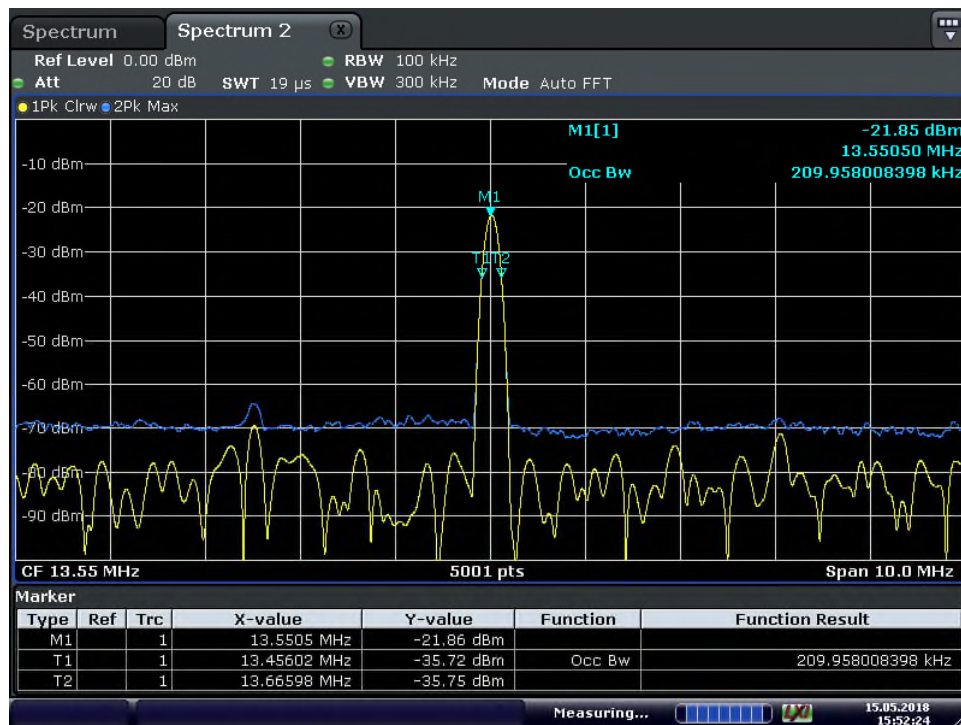 Spectrum Spectrum 2 X
Ref Level 0.00 dBm RBW 100 kHz
Att 20 dB SWT 19 µs VBW 300 kHz Mode Auto FFT
1Pk Clrw 2Pk Max
M1[1] -21.85 dBm
13.55050 MHz
-10 dBm
Occ Bw 209.958008398 kHz
M1
-20 dBm
-30 dBm
T1 T2
-40 dBm
-50 dBm
-60 dBm
-70 dBm
-80 dBm
-90 dBm
CF 13.55 MHz 5001 pts Span 10.0 MHz
Marker
Type Ref Trc X-value Y-value Function Function Result
M1 1 13.5505 MHz -21.86 dBm
T1 1 13.45602 MHz -35.72 dBm Occ Bw 209.958008398 kHz
T2 1 13.66598 MHz -35.75 dBm
Measuring... LXI 15.05.2018
15:52:24